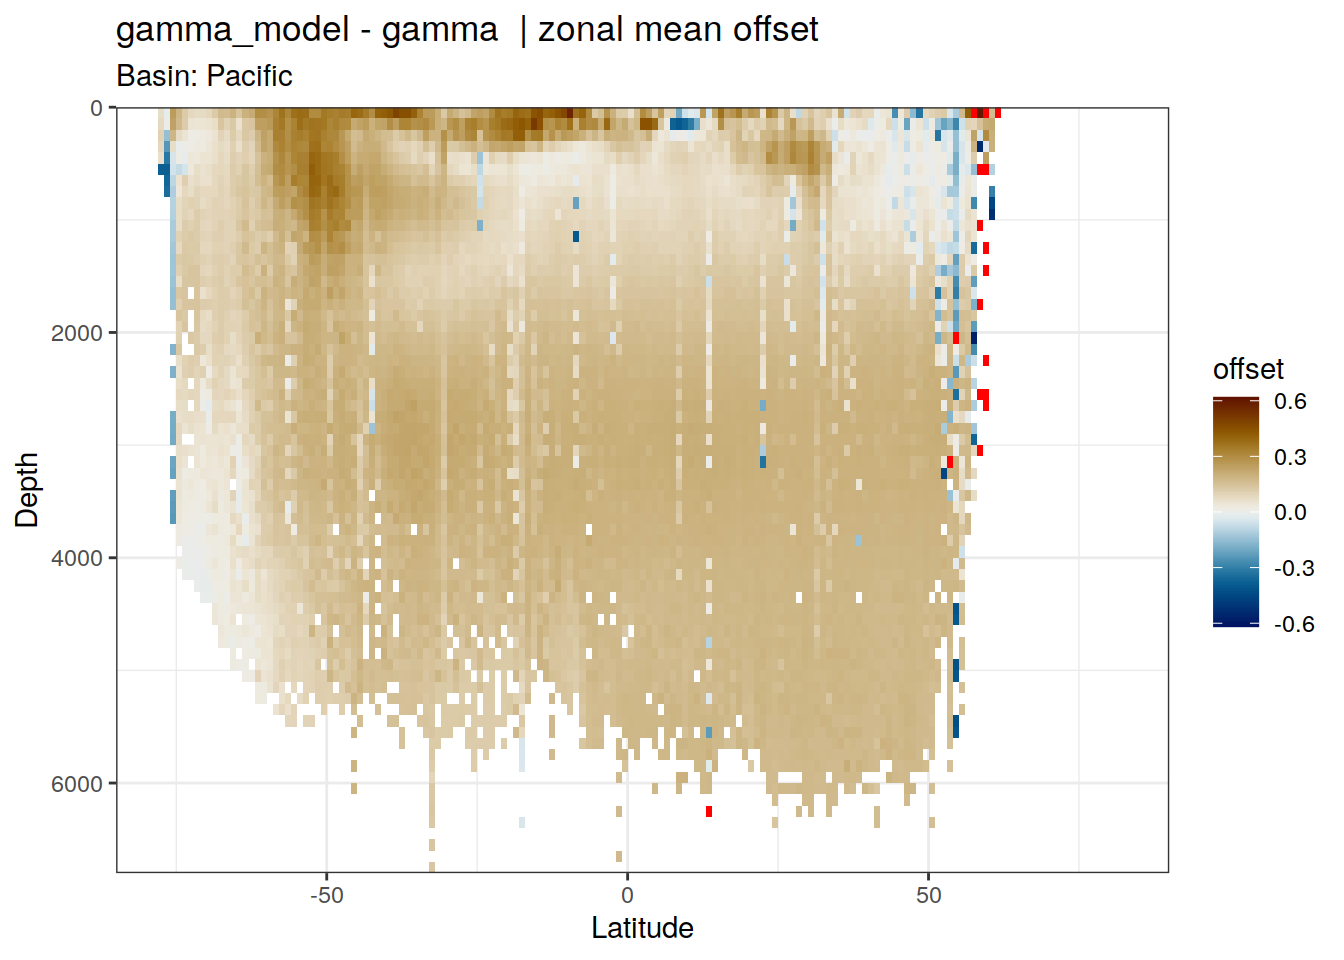 gamma_model - gamma  | zonal mean offset
Basin: Pacific
0
2000
4000
6000
Depth
-50
0
50
Latitude
offset
0.6
0.3
0.0
-0.3
-0.6